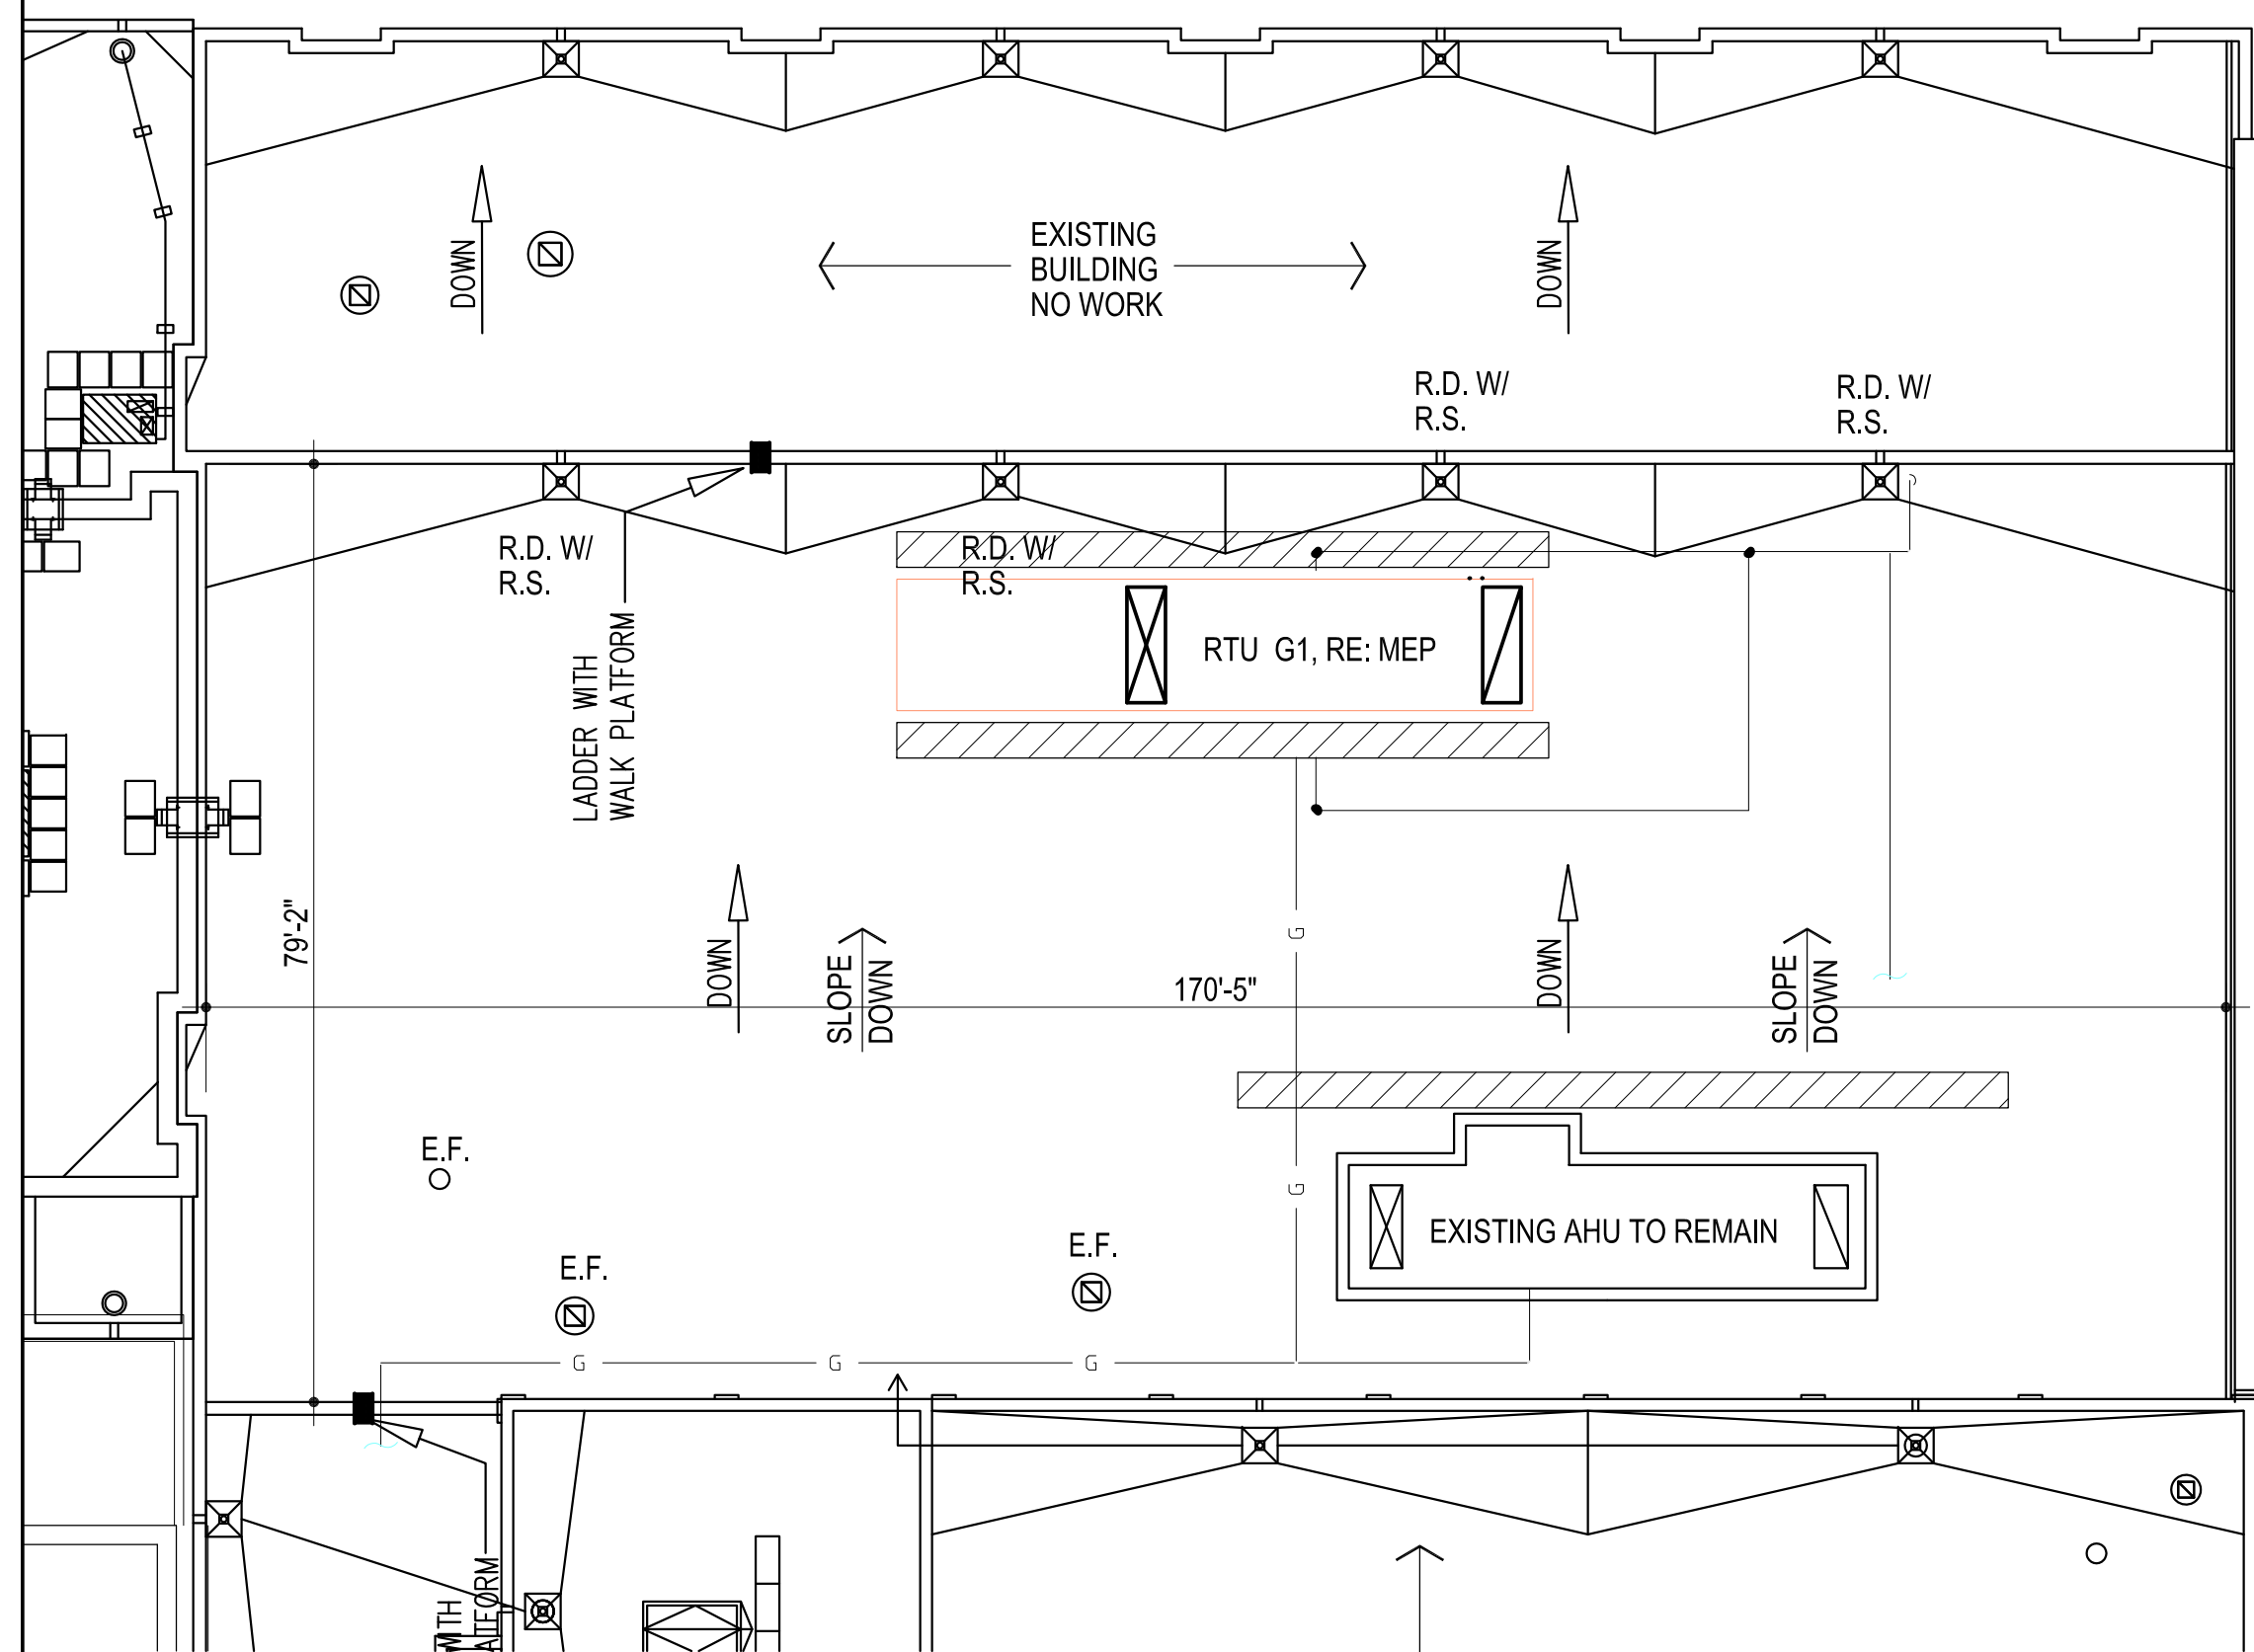 EXISTING
BUILDING
NO WORK
DOWN
DOWN
R.D. W/
R.S.
R.D. W/
R.S.
R.D. W/
R.S.
R.D. W/
R.S.
LADDER WITH
WALK PLATFORM
RTU G1, RE: MEP
79'-2"
170'-5"
DOWN
SLOPE
DOWN
DOWN
SLOPE
DOWN
G
G
E.F.
E.F.
E.F.
EXISTING AHU TO REMAIN
G
G
G
WITH